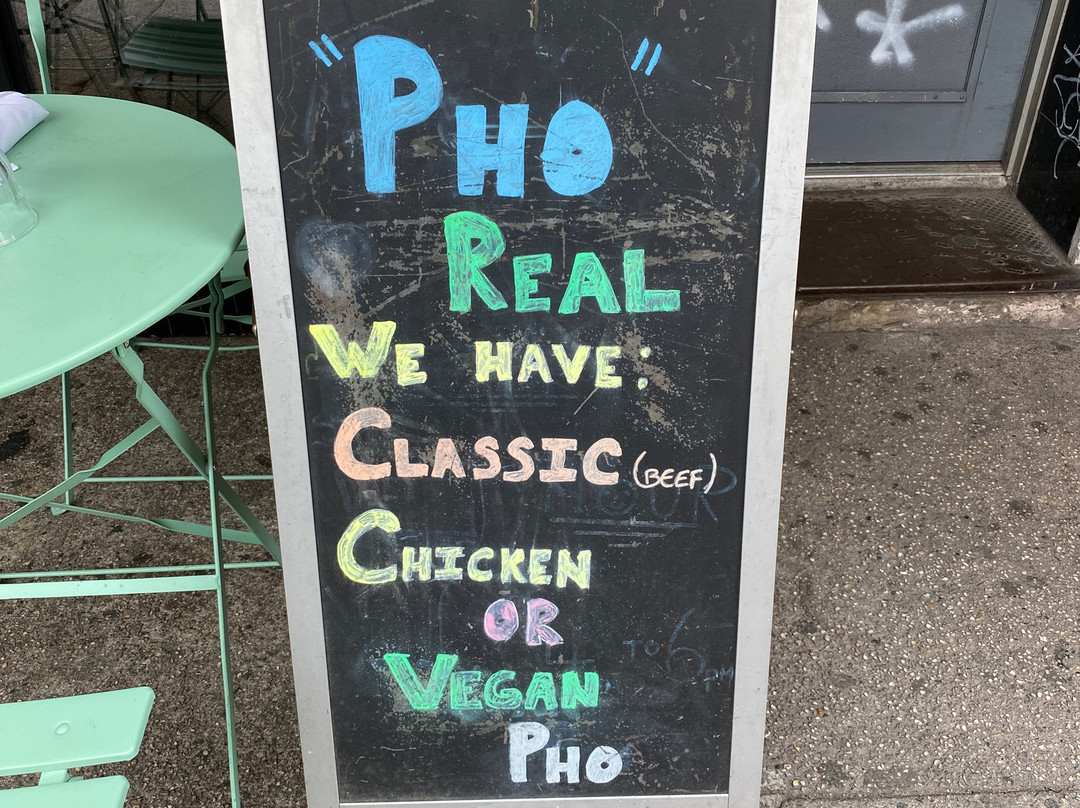 "PHO"
REAL
WE HAVE:
CLASSIC (BEEF)
CHICKEN
OR
VEGAN
PHO